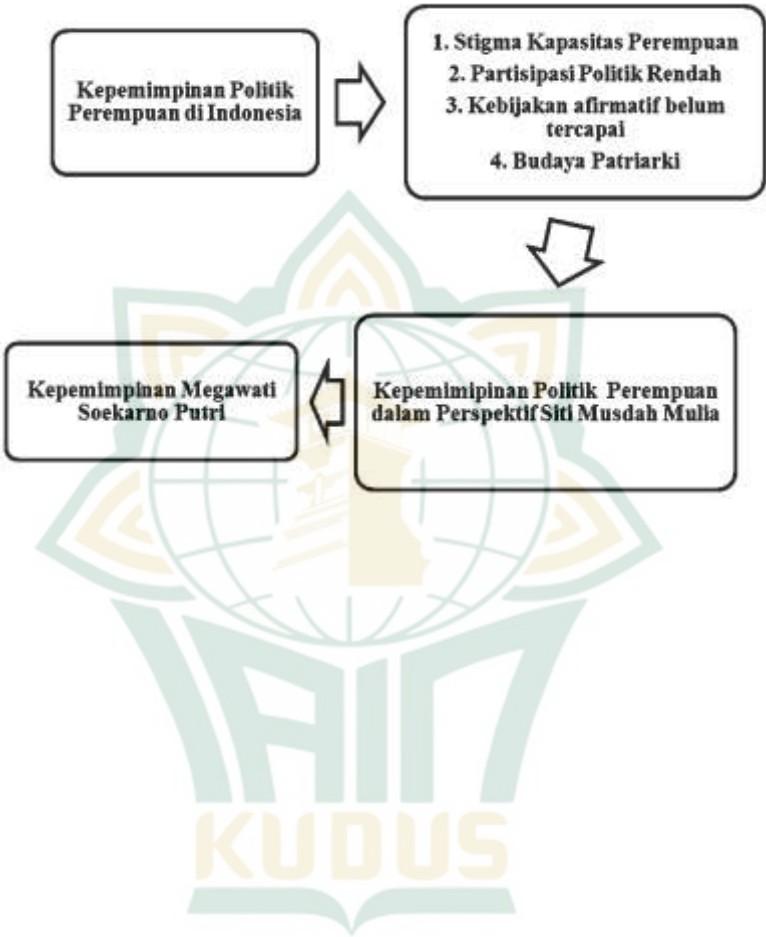 Kepemimpinan Politik
Perempuan di Indonesia
1. Stigma Kapasitas Perempuan
2. Partisipasi Politik Rendah
3. Kebijakan afirmatif belum
tercapai
4. Budaya Patriarki
Kepemimipinan Politik Perempuan
dalam Perspektif Siti Musdah Mulia
Kepemimpinan Megawati
Soekarno Putri
IAIN
KUDUS